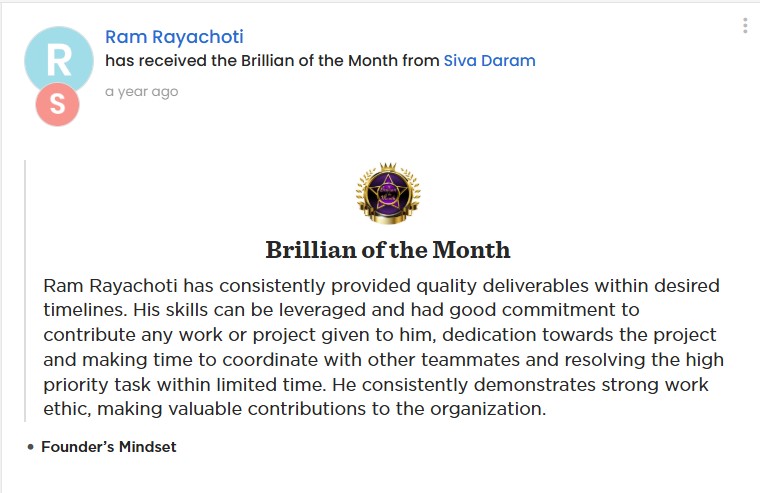 R
S
Ram Rayachoti
has received the Brillian of the Month from Siva Daram
a year ago
Brillian of the Month
Ram Rayachoti has consistently provided quality deliverables within desired
timelines. His skills can be leveraged and had good commitment to
contribute any work or project given to him, dedication towards the project
and making time to coordinate with other teammates and resolving the high
priority task within limited time. He consistently demonstrates strong work
ethic, making valuable contributions to the organization.
• Founder's Mindset